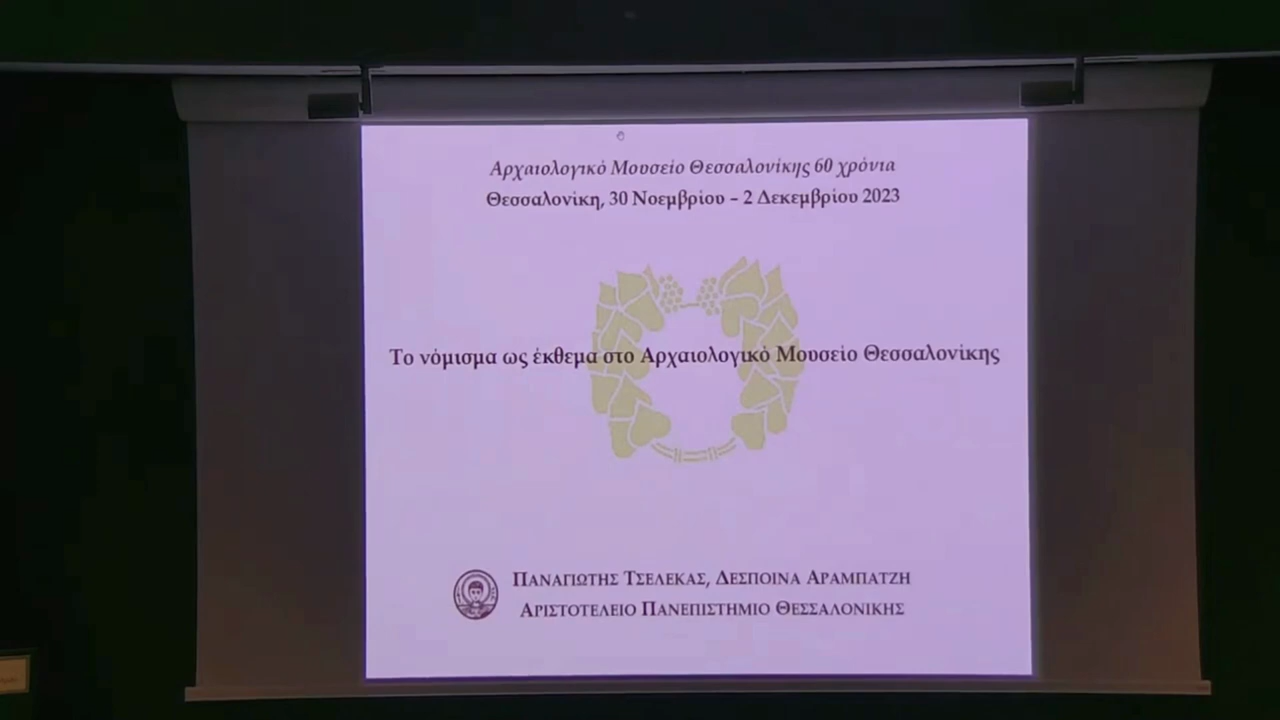 Αρχαιολογικό Μουσείο Θεσσαλονίκης 60 χρόνια
Θεσσαλονίκη, 30 Νοεμβρίου – 2 Δεκεμβρίου 2023
Το νόμισμα ως έκθεμα στο Αρχαιολογικό Μουσείο Θεσσαλονίκης
ΠΑΝΑΓΙΩΤΗΣ ΤΣΕΛΕΚΑΣ, ΔΕΣΠΟΙΝΑ ΑΡΑΜΠΑΤΖΗ
ΑΡΙΣΤΟΤΕΛΕΙΟ ΠΑΝΕΠΙΣΤΗΜΙΟ ΘΕΣΣΑΛΟΝΙΚΗΣ